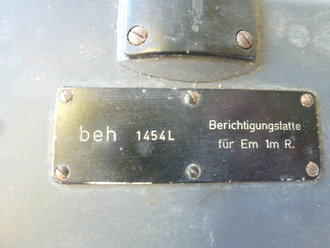 beh 1454L
Berichtigungslatte
für Em 1m R.